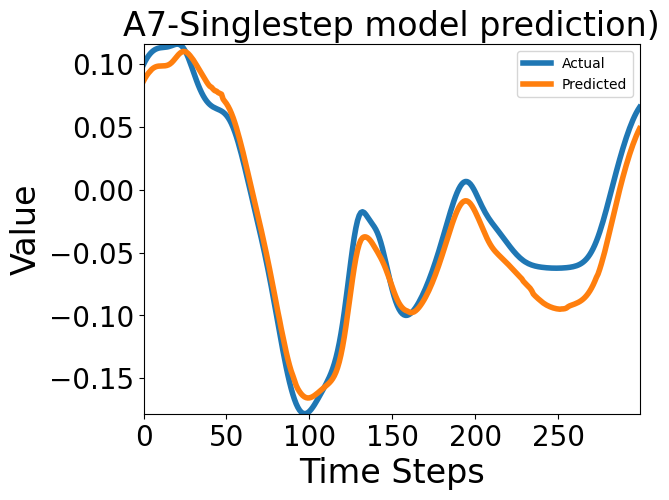 A7-Singlestep model prediction)
Actual
Predicted
Value
0.10
0.05
0.00
−0.05
−0.10
−0.15
0 50 100 150 200 250
Time Steps